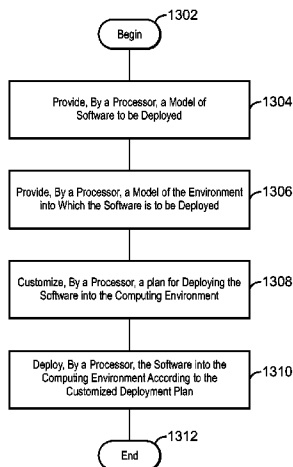 1302
Begin
1304
Provide, By a Processor, a Model of
Software to be Deployed
1306
Provide, By a Processor, a Model of the Environment
into Which the Software is to be Deployed
1308
Customize, By a Processor, a plan for Deploying the
Software into the Computing Environment
1310
Deploy, By a Processor, the Software into the
Computing Environment According to the
Customized Deployment Plan
1312
End